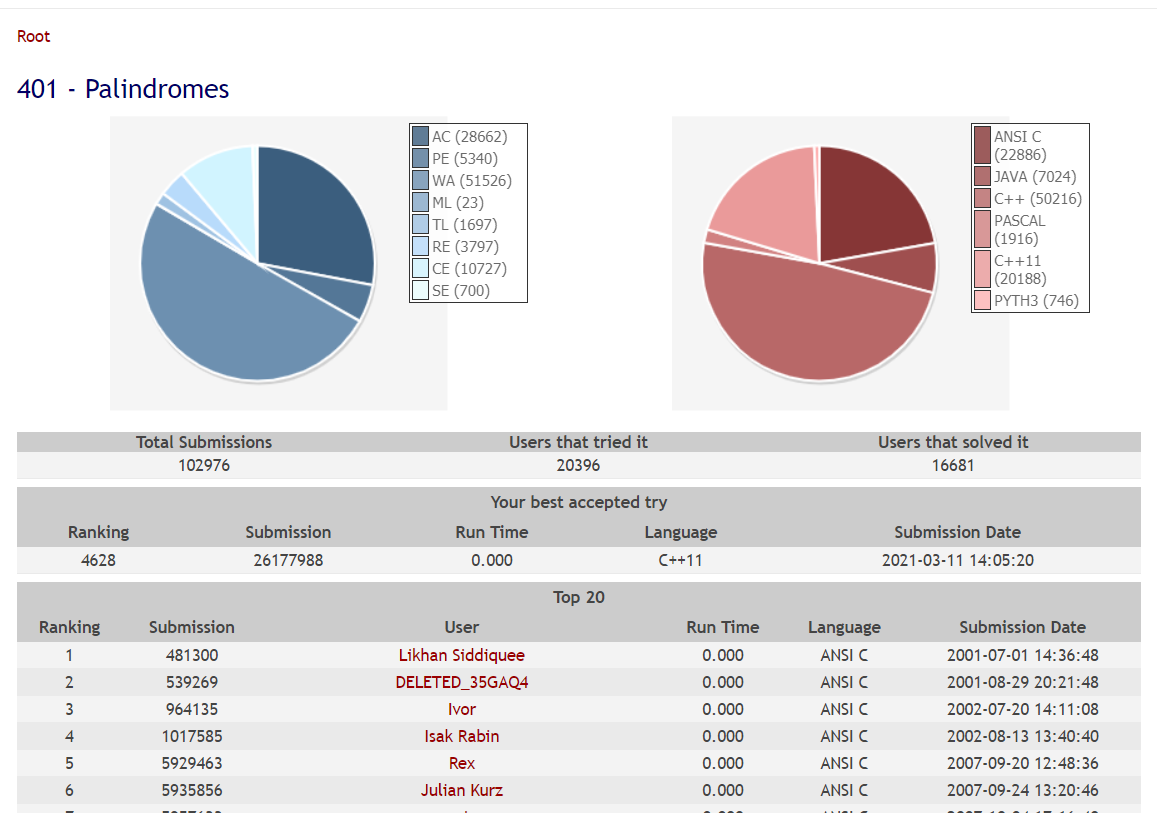 Root
401 - Palindromes
AC (28662)
PE (5340)
WA (51526)
ML (23)
TL (1697)
RE (3797)
CE (10727)
SE (700)
ANSI C
(22886)
JAVA (7024)
C++ (50216)
PASCAL
(1916)
C++11
(20188)
PYTH3 (746)
Total Submissions Users that tried it Users that solved it
102976 20396 16681
Your best accepted try
Ranking Submission Run Time Language Submission Date
4628 26177988 0.000 C++11 2021-03-11 14:05:20
Top 20
Ranking Submission User Run Time Language Submission Date
1 481300 Likhan Siddiquee 0.000 ANSI C 2001-07-01 14:36:48
2 539269 DELETED_35GAQ4 0.000 ANSI C 2001-08-29 20:21:48
3 964135 Ivor 0.000 ANSI C 2002-07-20 14:11:08
4 1017585 Isak Rabin 0.000 ANSI C 2002-08-13 13:40:40
5 5929463 Rex 0.000 ANSI C 2007-09-20 12:48:36
6 5935856 Julian Kurz 0.000 ANSI C 2007-09-24 13:20:46